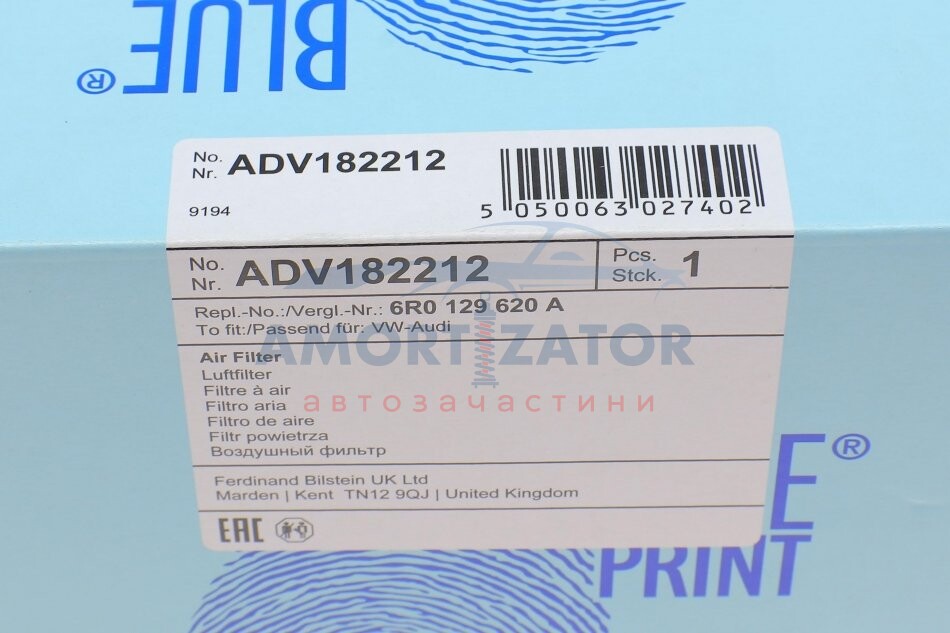 BLUE®
No.
Nr. ADV182212
9194
5 050063 027402
No.
Nr. ADV182212
Pcs.
Stck. 1
Repl.-No.:/Vergl.-Nr.: 6R0 129 620 A
To fit:/Passend für: VW-Audi
AMORTIZATOR
автозачастини
Air Filter
Luftfilter
Filtre à air
Filtro aria
Filtro de aire
Filtr powietrza
Воздушный фильтр
Ferdinand Bilstein UK Ltd
Marden | Kent TN12 9QJ | United Kingdom
EAC
E®
PRINT